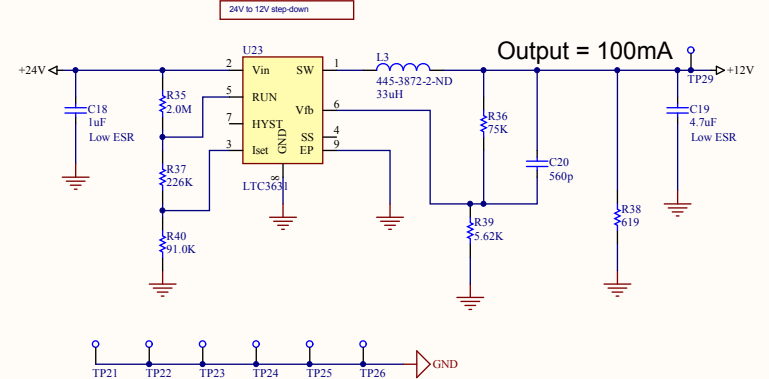 24V to 12V step-down
U23
L3
Output = 100mA
+24V
2
Vin
SW
1
445-3872-2-ND
33uH
TP29
+12V
R35
2.0M
5
RUN
C18
1uF
Low ESR
Vfb
6
R36
75K
C19
4.7uF
Low ESR
7
HYST
SS
4
3
Iset
GND
EP
9
C20
560p
R37
226K
8
LTC3631
R40
91.0K
R39
5.62K
R38
619
TP21
TP22
TP23
TP24
TP25
TP26
GND